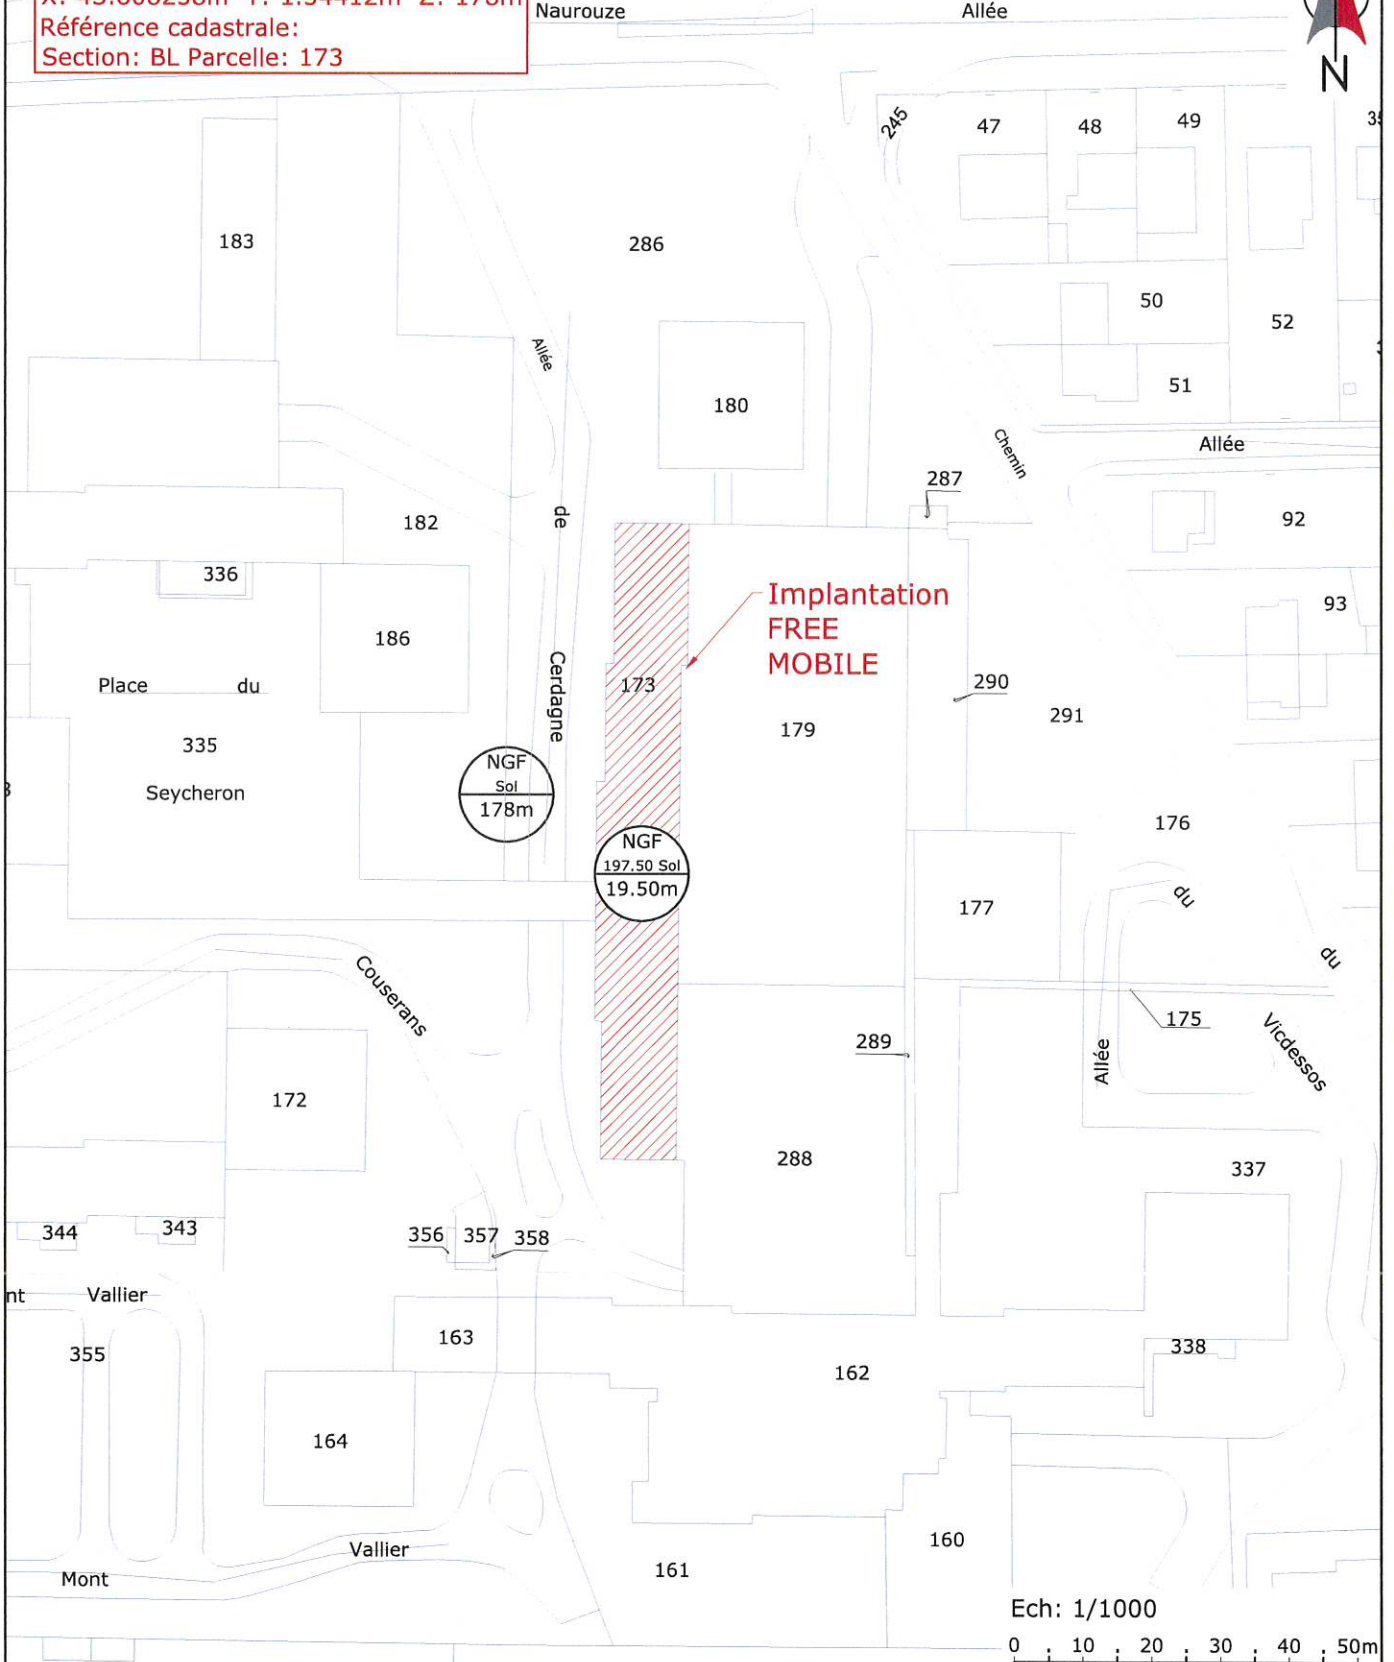 Référence cadastrale:
Section: BL Parcelle: 173
Naurouze
Allée
N
245
47
48
49
183
286
50
52
Allée
180
51
Chemin
Allée
287
de
182
92
336
Implantation
FREE
MOBILE
93
186
Cerdagne
173
Place du
290
179
291
335
NGF
Sol
178m
Seycheron
176
NGF
197.50 Sol
19.50m
177
du
du
Couserans
175
Vicdessos
289
Allée
172
288
337
344
343
356
357
358
nt Vallier
163
338
355
162
164
160
Vallier
161
Mont
Ech: 1/1000
0 10 20 30 40 50m